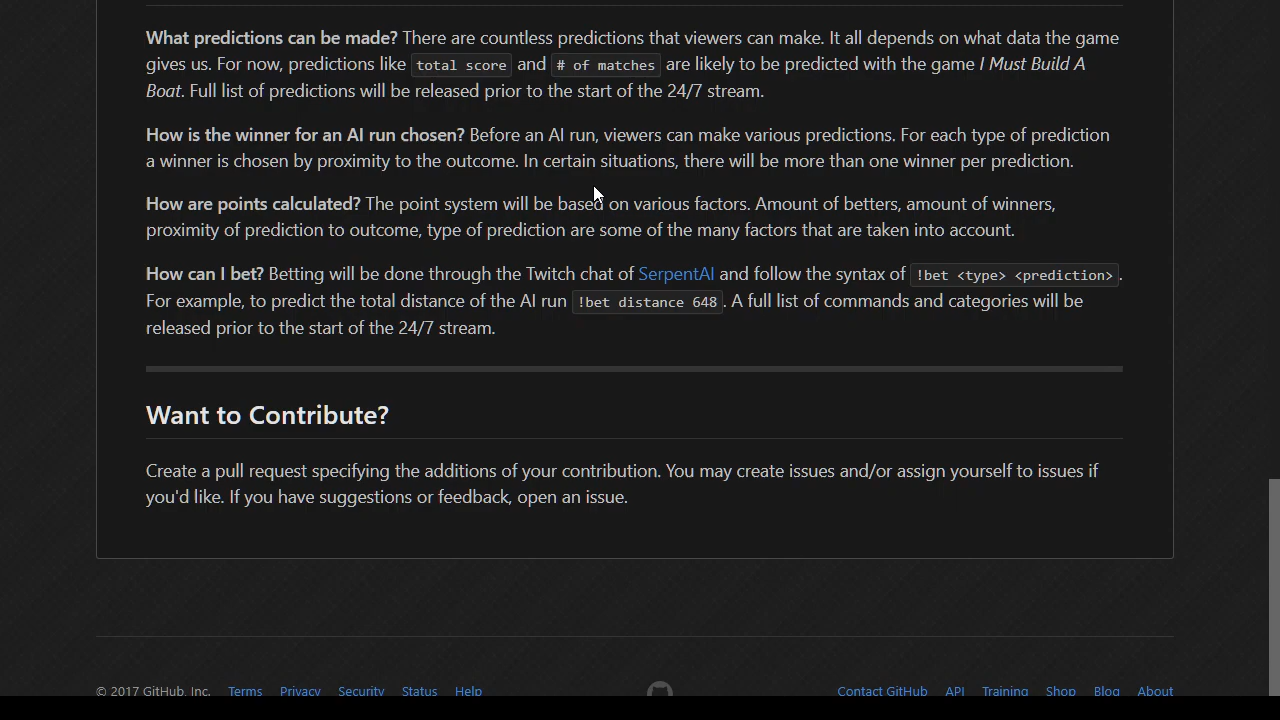 What predictions can be made? There are countless predictions that viewers can make. It all depends on what data the game
gives us. For now, predictions like total score and # of matches are likely to be predicted with the game I Must Build A
Boat. Full list of predictions will be released prior to the start of the 24/7 stream.
How is the winner for an AI run chosen? Before an AI run, viewers can make various predictions. For each type of prediction
a winner is chosen by proximity to the outcome. In certain situations, there will be more than one winner per prediction.
How are points calculated? The point system will be based on various factors. Amount of betters, amount of winners,
proximity of prediction to outcome, type of prediction are some of the many factors that are taken into account.
How can I bet? Betting will be done through the Twitch chat of SerpentAI and follow the syntax of !bet <type> <prediction>.
For example, to predict the total distance of the AI run !bet distance 648. A full list of commands and categories will be
released prior to the start of the 24/7 stream.
Want to Contribute?
Create a pull request specifying the additions of your contribution. You may create issues and/or assign yourself to issues if
you'd like. If you have suggestions or feedback, open an issue.
© 2017 GitHub, Inc. Terms Privacy Security Status Help Contact GitHub API Training Shop Blog About